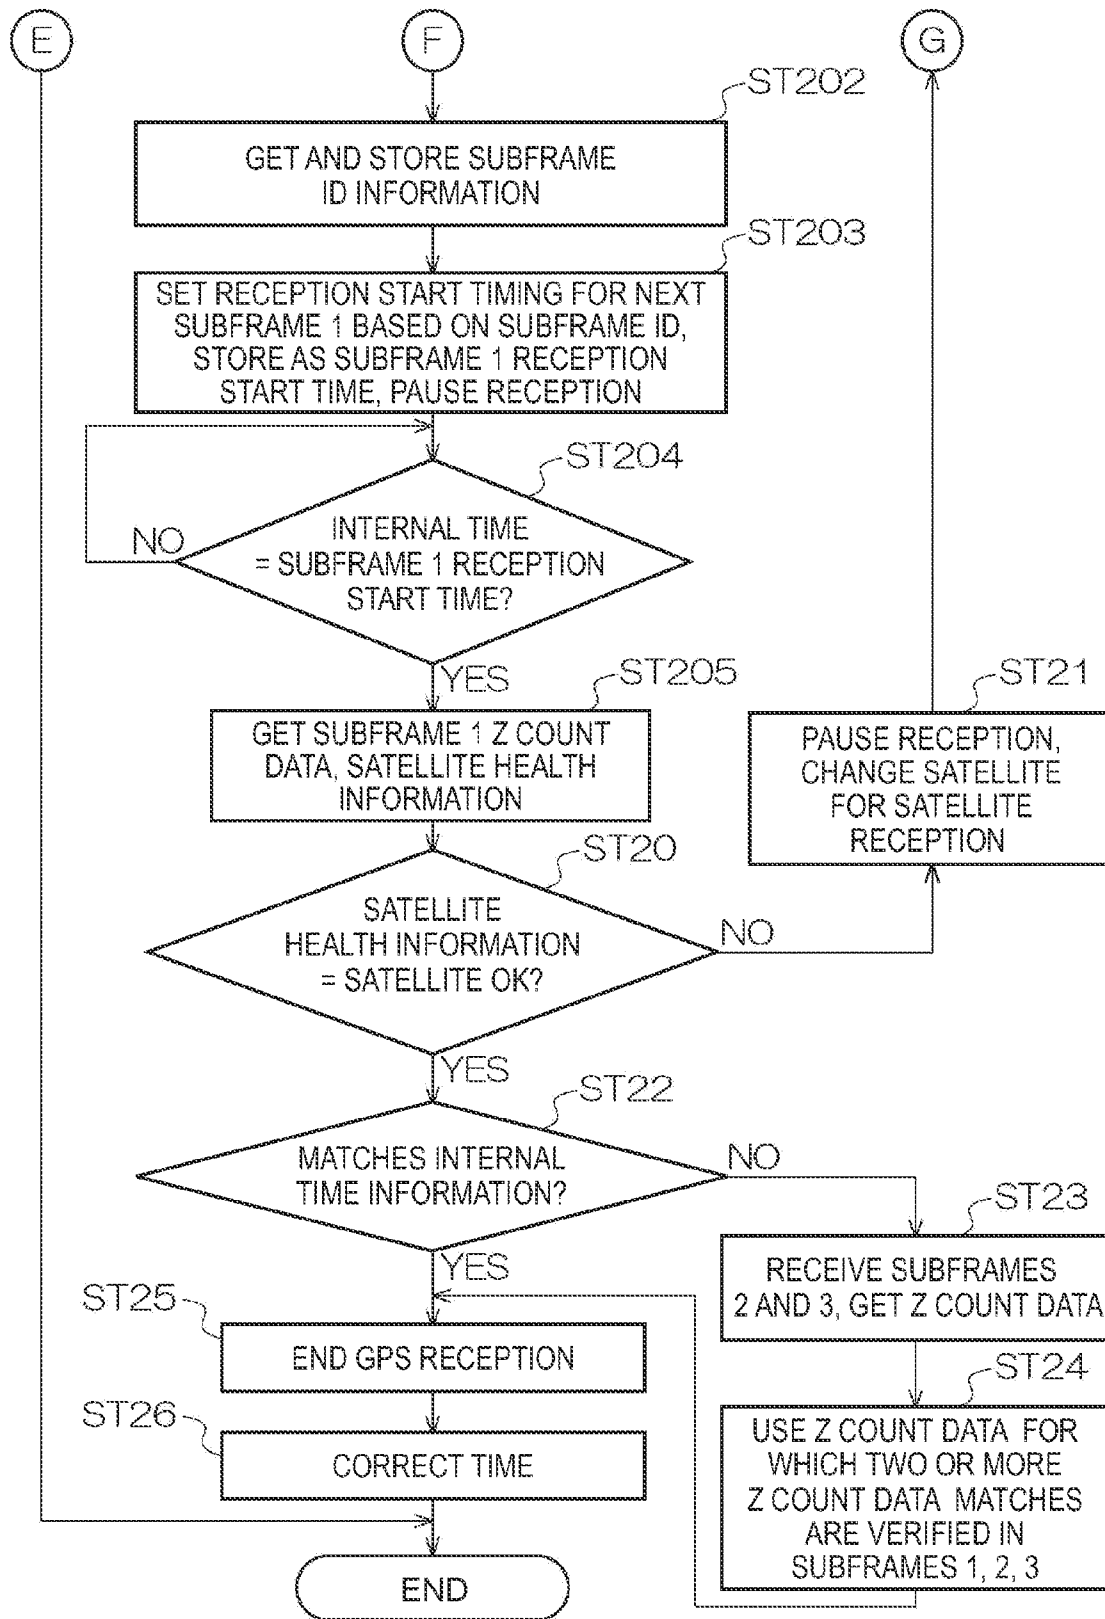 E
F
G
ST202
GET AND STORE SUBFRAME
ID INFORMATION
ST203
SET RECEPTION START TIMING FOR NEXT
SUBFRAME 1 BASED ON SUBFRAME ID,
STORE AS SUBFRAME 1 RECEPTION
START TIME, PAUSE RECEPTION
ST204
INTERNAL TIME
= SUBFRAME 1 RECEPTION
START TIME?
NO
YES
ST205
GET SUBFRAME 1 Z COUNT
DATA, SATELLITE HEALTH
INFORMATION
ST21
PAUSE RECEPTION,
CHANGE SATELLITE
FOR SATELLITE
RECEPTION
ST20
SATELLITE
HEALTH INFORMATION
= SATELLITE OK?
NO
YES
ST22
MATCHES INTERNAL
TIME INFORMATION?
NO
YES
ST23
RECEIVE SUBFRAMES
2 AND 3, GET Z COUNT DATA
ST25
END GPS RECEPTION
ST24
USE Z COUNT DATA FOR
WHICH TWO OR MORE
Z COUNT DATA MATCHES
ARE VERIFIED IN
SUBFRAMES 1, 2, 3
ST26
CORRECT TIME
END